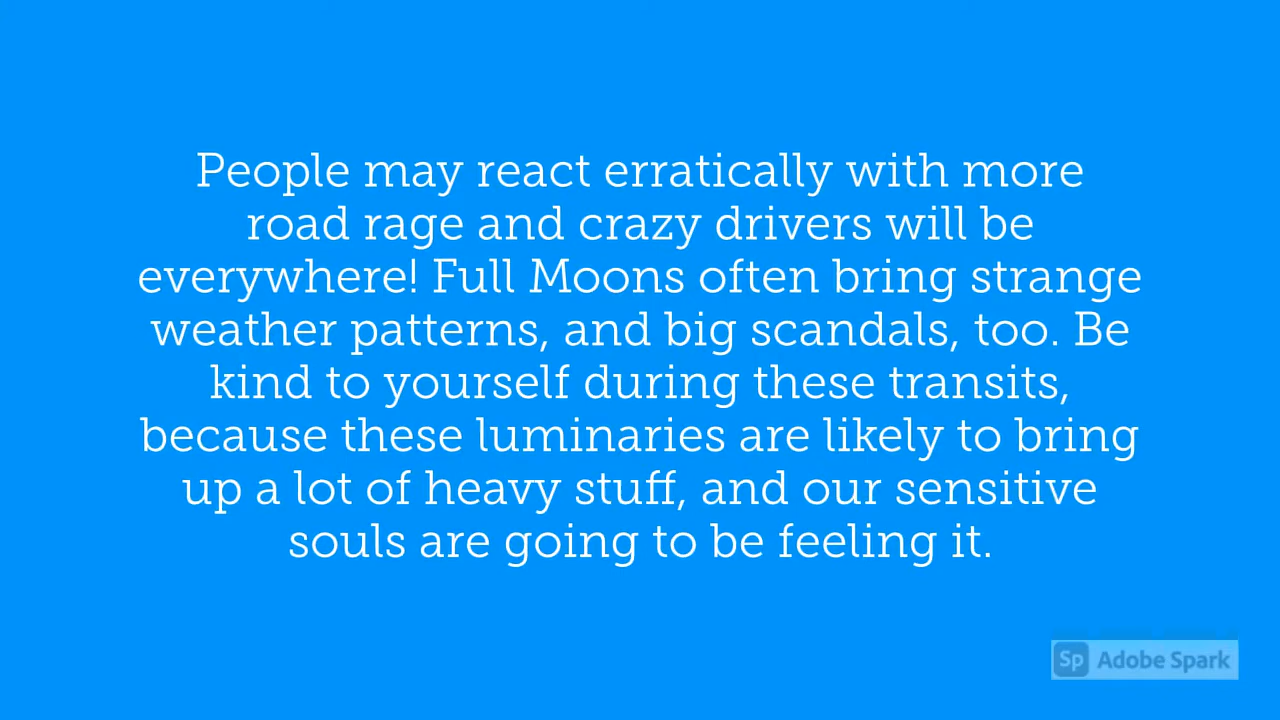 People may react erratically with more
road rage and crazy drivers will be
everywhere! Full Moons often bring strange
weather patterns, and big scandals, too. Be
kind to yourself during these transits,
because these luminaries are likely to bring
up a lot of heavy stuff, and our sensitive
souls are going to be feeling it.
Sp Adobe Spark